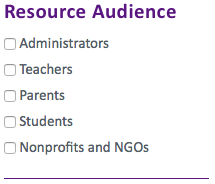 Resource Audience
Administrators
Teachers
Parents
Students
Nonprofits and NGOs